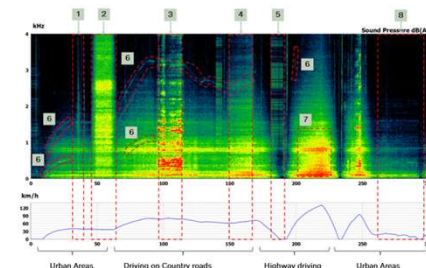 1 2 3 4 5 8
kHz Sound Pressure dB(A
4
3
2
1
0
6 6 6 6 6 7
0 50 100 150 200 250 300
km/h
120
90
60
30
0
0 50 100 150 200 250 300
Urban Areas Driving on Country roads Highway driving Urban Areas